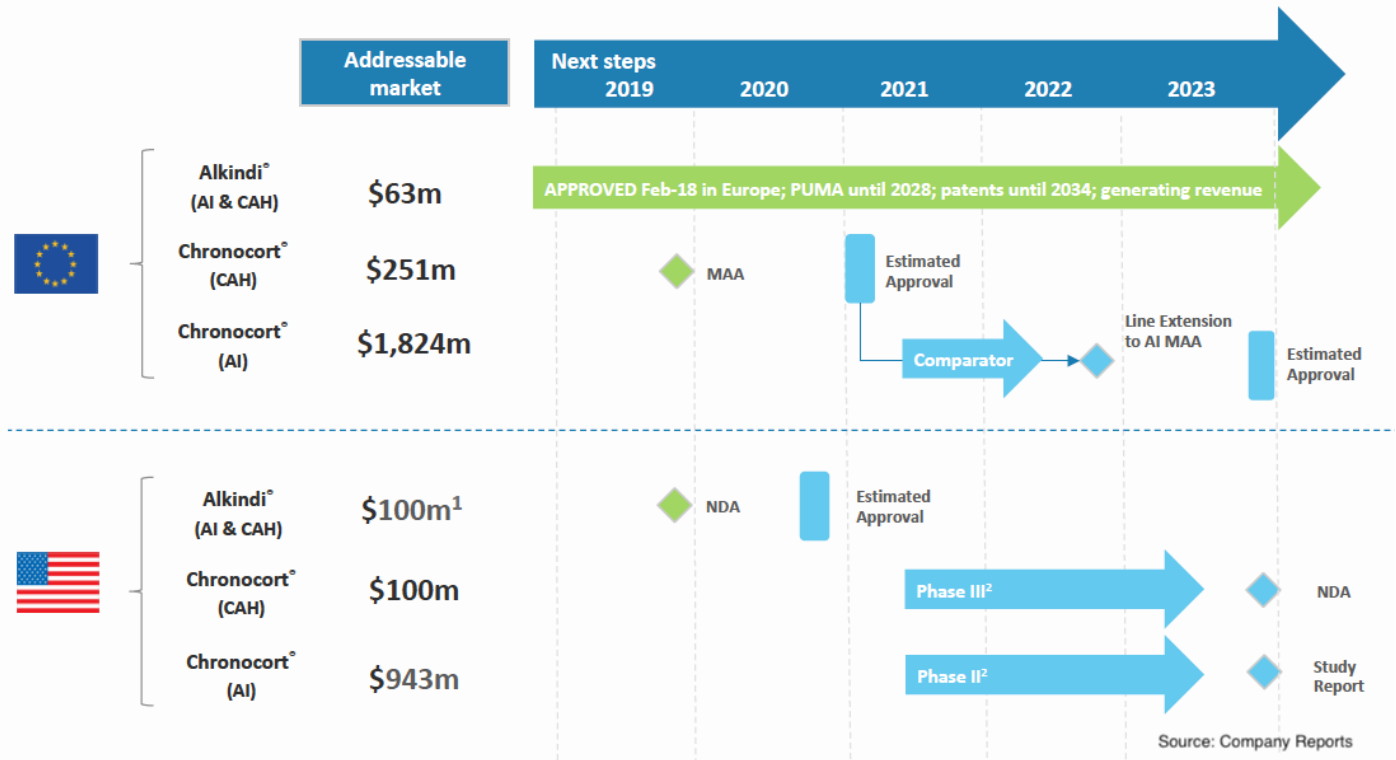 Addressable
market
Next steps
2019 2020 2021 2022 2023
Alkindi®
(AI & CAH)
$63m
APPROVED Feb-18 in Europe; PUMA until 2028; patents until 2034; generating revenue
Chronocort®
(CAH)
$251m
MAA
Estimated
Approval
Chronocort®
(AI)
$1,824m
Comparator
Line Extension
to AI MAA
Estimated
Approval
Alkindi®
(AI & CAH)
$100m¹
NDA
Estimated
Approval
Chronocort®
(CAH)
$100m
Phase III²
NDA
Chronocort®
(AI)
$943m
Phase II²
Study
Report
Source: Company Reports